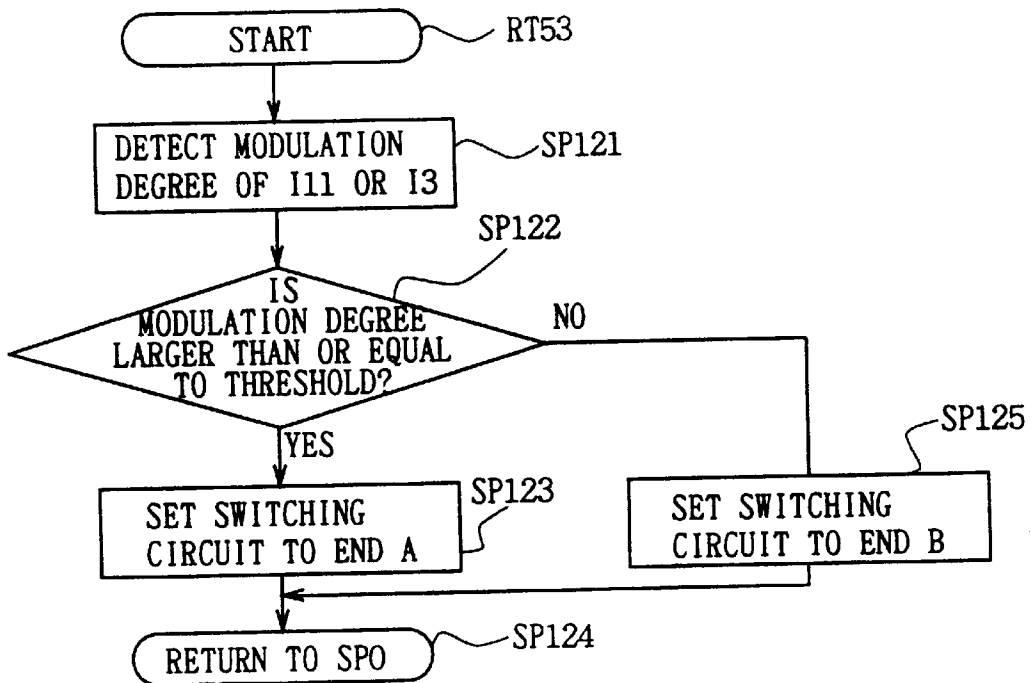 START
RT53
DETECT MODULATION
DEGREE OF I11 OR I3
SP121
SP122
IS
MODULATION DEGREE
LARGER THAN OR EQUAL
TO THRESHOLD?
NO
YES
SP125
SET SWITCHING
CIRCUIT TO END A
SP123
SET SWITCHING
CIRCUIT TO END B
RETURN TO SP0
SP124